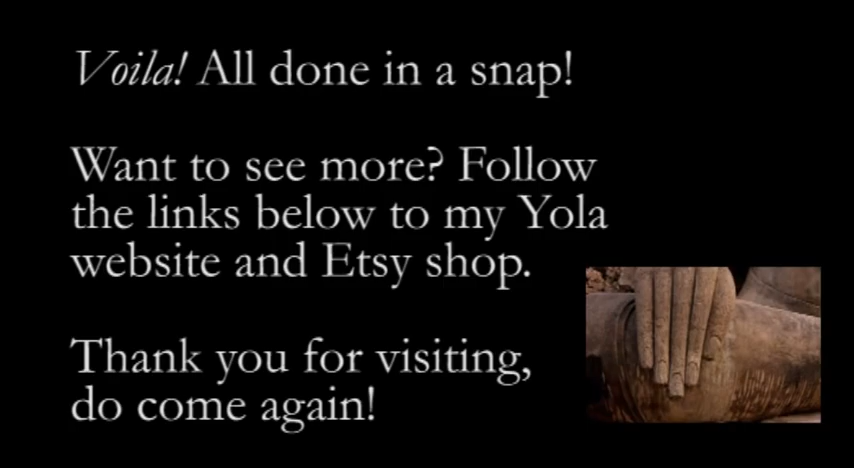 Voila! All done in a snap!
Want to see more? Follow
the links below to my Yola
website and Etsy shop.
Thank you for visiting,
do come again!